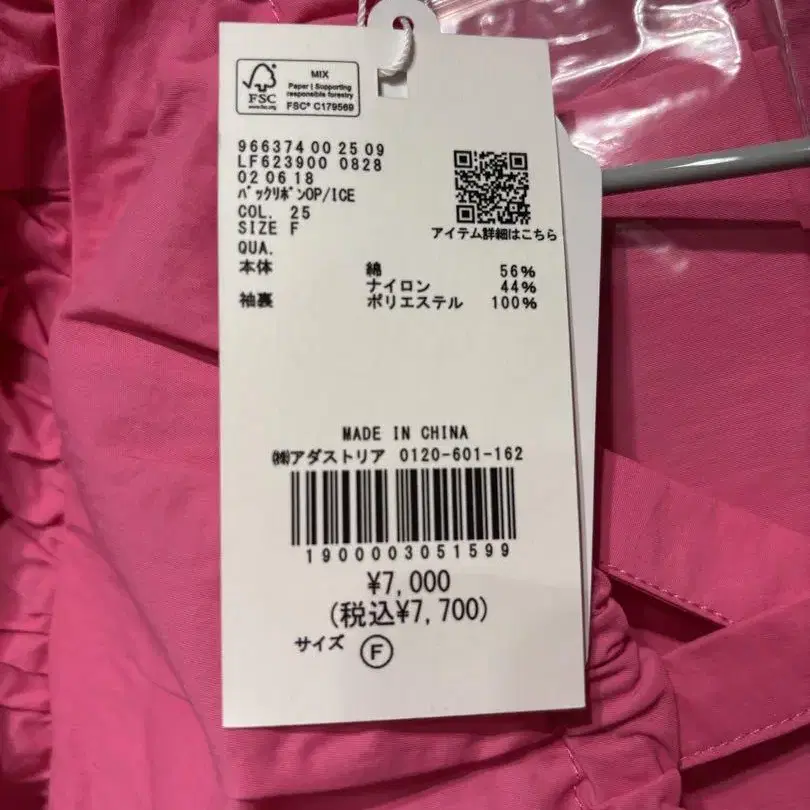 FSC
www.fsc.org
MIX
Paper | Supporting
responsible forestry
FSC® C179569
966374 00 25 09
LF623900 0828
02 06 18
ﾊﾞｯｸﾘﾎﾞﾝOP/ICE
COL. 25
SIZE F
QUA.
アイテム詳細はこちら
本体 綿 56%
ナイロン 44%
袖裏 ポリエステル 100%
MADE IN CHINA
㈱アダストリア 0120-601-162
1900003051599
¥7,000
(税込¥7,700)
サイズ F